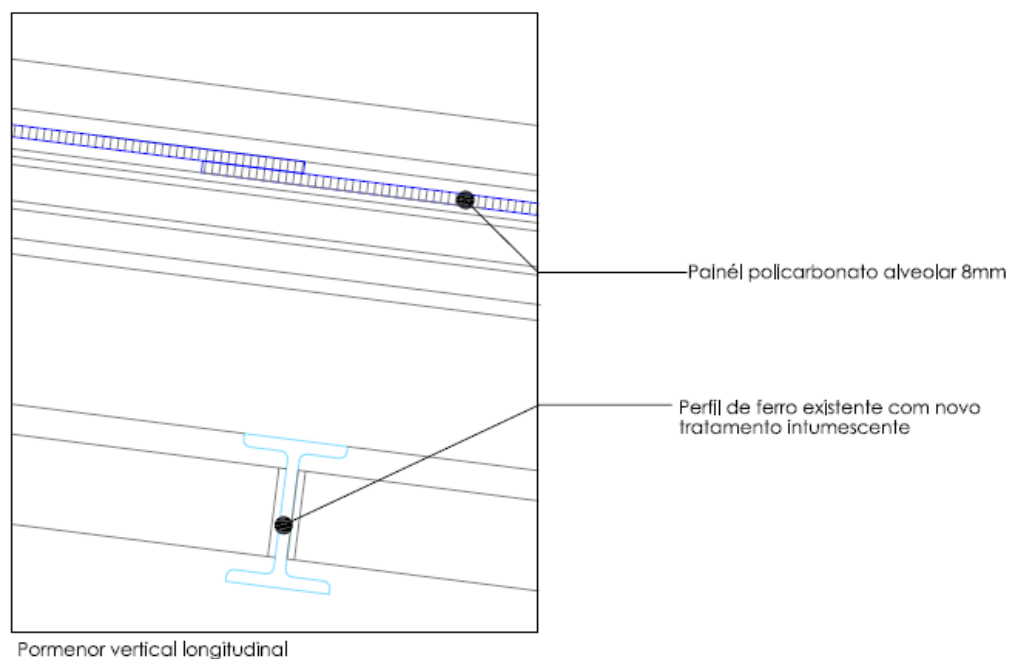 Painél policarbonato alveolar 8mm
Perfil de ferro existente com novo
tratamento intumescente
Pormenor vertical longitudinal